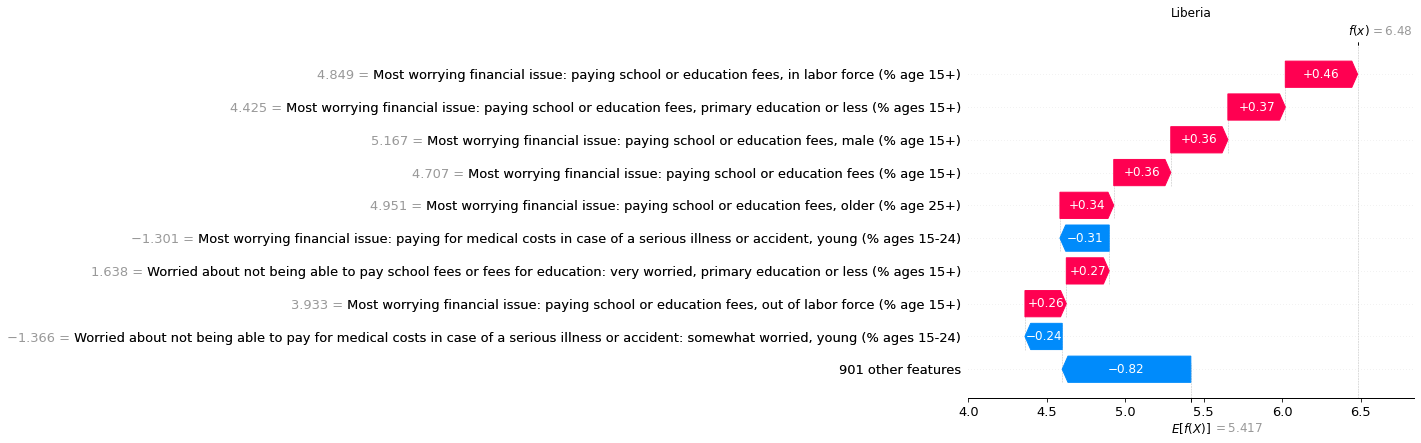 Liberia
f(x) = 6.48
4.849 = Most worrying financial issue: paying school or education fees, in labor force (% age 15+)
+0.46
4.425 = Most worrying financial issue: paying school or education fees, primary education or less (% ages 15+)
+0.37
5.167 = Most worrying financial issue: paying school or education fees, male (% age 15+)
+0.36
4.707 = Most worrying financial issue: paying school or education fees (% age 15+)
+0.36
4.951 = Most worrying financial issue: paying school or education fees, older (% age 25+)
+0.34
−1.301 = Most worrying financial issue: paying for medical costs in case of a serious illness or accident, young (% ages 15-24)
−0.31
1.638 = Worried about not being able to pay school fees or fees for education: very worried, primary education or less (% ages 15+)
+0.27
3.933 = Most worrying financial issue: paying school or education fees, out of labor force (% age 15+)
+0.26
−1.366 = Worried about not being able to pay for medical costs in case of a serious illness or accident: somewhat worried, young (% ages 15-24)
−0.24
901 other features
−0.82
4.0 4.5 5.0 5.5 6.0 6.5
E[f(X)] = 5.417